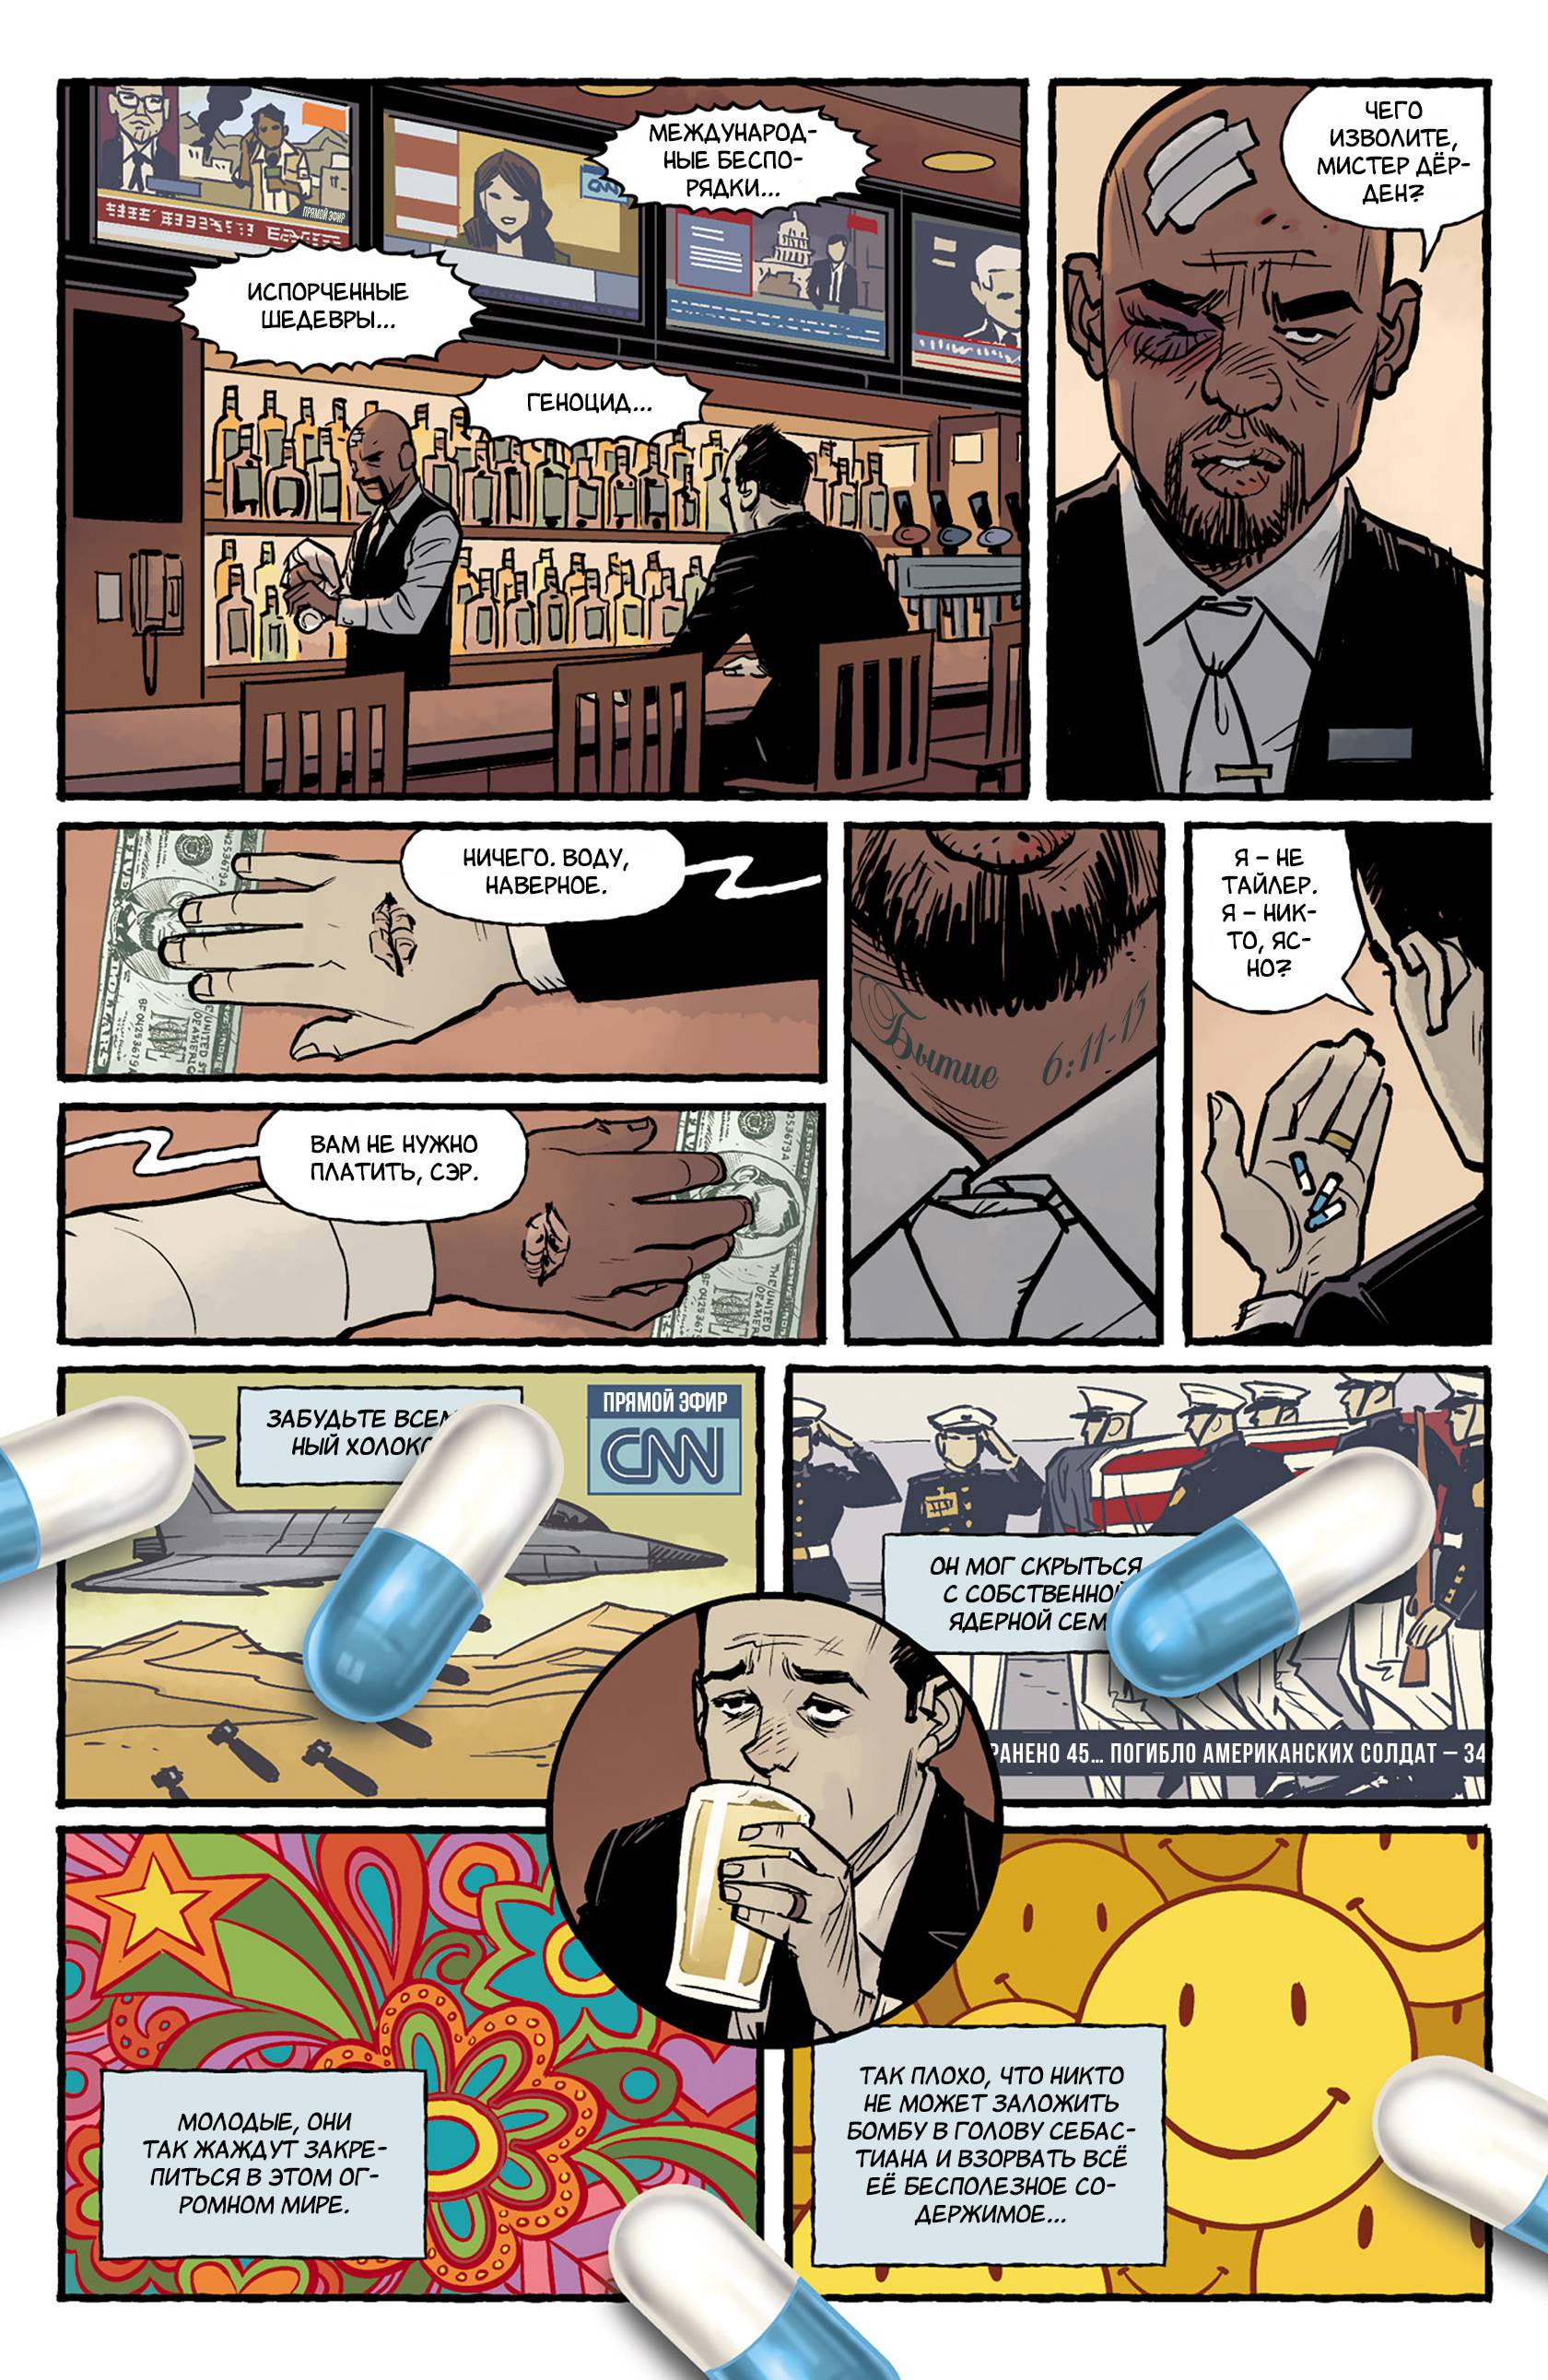 МЕЖДУНАРОД-
НЫЕ БЕСПО-
РЯДКИ...
ПРЯМОЙ ЭФИР
CNN
ИСПОРЧЕННЫЕ
ШЕДЕВРЫ...
ГЕНОЦИД...
ЧЕГО
ИЗВОЛИТЕ,
МИСТЕР ДЁР-
ДЕН?
НИЧЕГО. ВОДУ,
НАВЕРНОЕ.
ВАМ НЕ НУЖНО
ПЛАТИТЬ, СЭР.
Бытие 6:11-13
Я – НЕ
ТАЙЛЕР.
Я – НИК-
ТО, ЯС-
НО?
ЗАБУДЬТЕ
НЫЙ
ПРЯМОЙ ЭФИР
CNN
ОН МОГ СКРЫТЬСЯ
С СОБСТВЕННОЙ
ЯДЕРНОЙ
РАНЕНО 45... ПОГИБЛО АМЕРИКАНСКИХ СОЛДАТ – 34
МОЛОДЫЕ, ОНИ
ТАК ЖАЖДУТ ЗАКРЕ-
ПИТЬСЯ В ЭТОМ ОГ-
РОМНОМ МИРЕ.
ТАК ПЛОХО, ЧТО НИКТО
НЕ МОЖЕТ ЗАЛОЖИТЬ
БОМБУ В ГОЛОВУ СЕБАС-
ТИАНА И ВЗОРВАТЬ ВСЁ
ЕЁ БЕСПОЛЕЗНОЕ СО-
ДЕРЖИМОЕ...